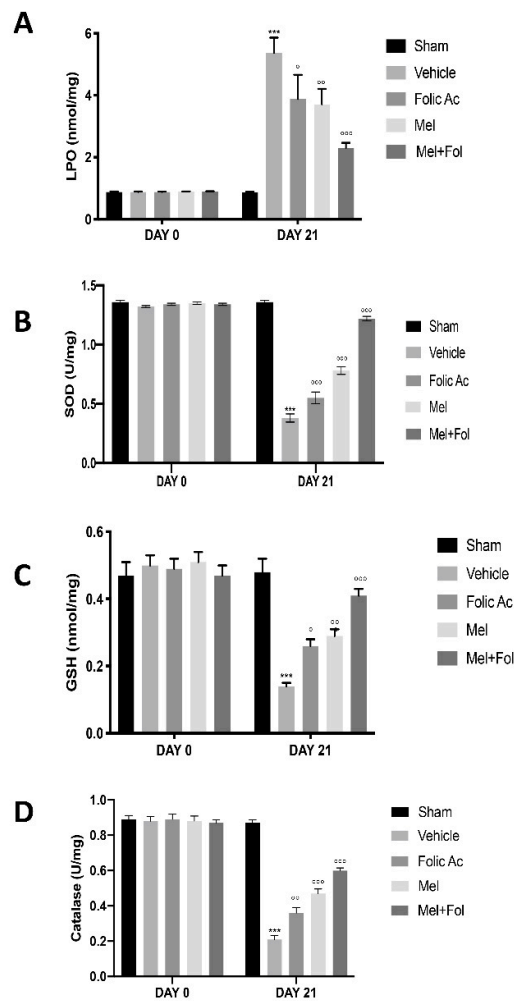 A
LPO (nmol/mg)
6
4
2
0
***
°
°°
°°°
DAY 0
DAY 21
Sham
Vehicle
Folic Ac
Mel
Mel+Fol
B
SOD (U/mg)
1.5
1.0
0.5
0.0
***
°°°
°°°
°°°
DAY 0
DAY 21
Sham
Vehicle
Folic Ac
Mel
Mel+Fol
C
GSH (nmol/mg)
0.6
0.4
0.2
0.0
***
°
°°
°°°
DAY 0
DAY 21
Sham
Vehicle
Folic Ac
Mel
Mel+Fol
D
Catalase (U/mg)
1.0
0.8
0.6
0.4
0.2
0.0
***
°°
°°°
°°°
DAY 0
DAY 21
Sham
Vehicle
Folic Ac
Mel
Mel+Fol